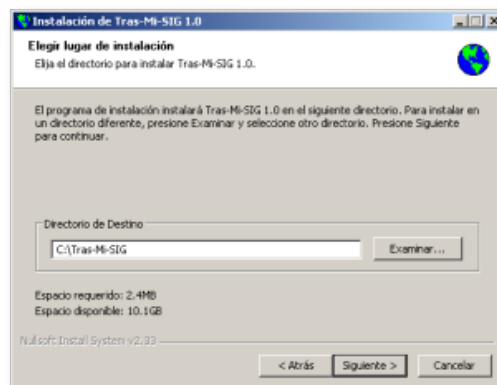 Instalación de Tras-Mi-SIG 1.0
Elegir lugar de instalación
Elija el directorio para instalar Tras-Mi-SIG 1.0.
El programa de instalación instalará Tras-Mi-SIG 1.0 en el siguiente directorio. Para instalar en
un directorio diferente, presione Examinar y seleccione otro directorio. Presione Siguiente
para continuar.
Directorio de Destino
C:\Tras-Mi-SIG
Examinar...
Espacio requerido: 2.4MB
Espacio disponible: 10.1GB
Nullsoft Install System v2.33
< Atrás
Siguiente >
Cancelar